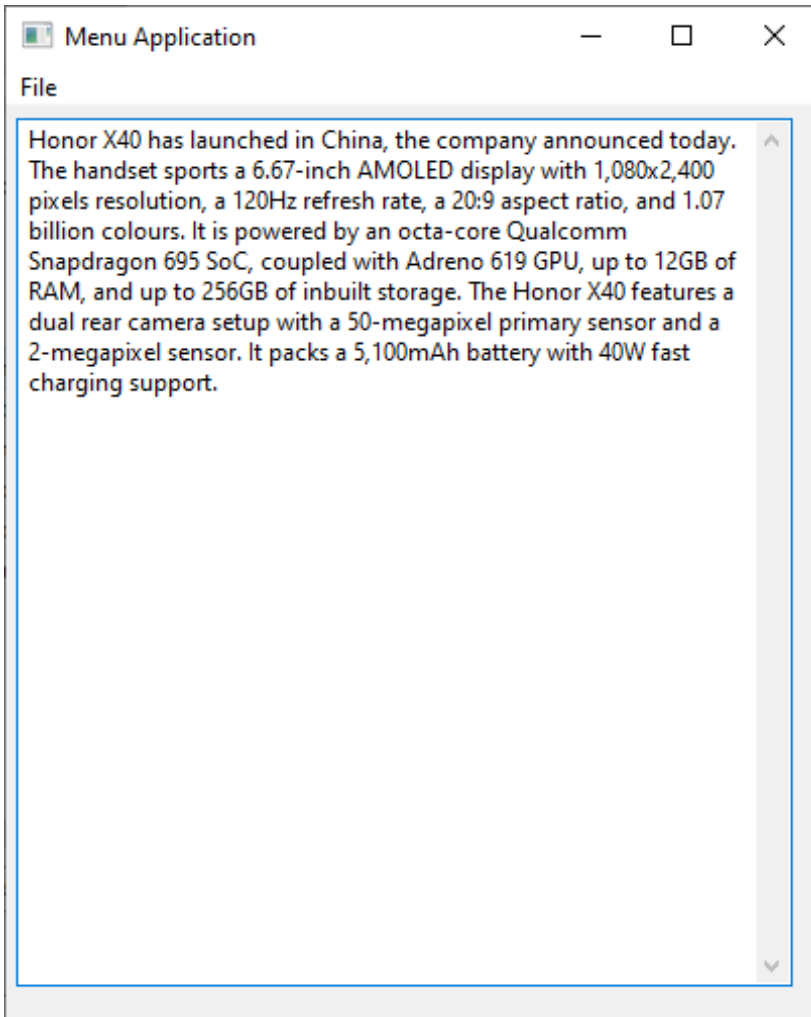 Menu Application
File
Honor X40 has launched in China, the company announced today.
The handset sports a 6.67-inch AMOLED display with 1,080x2,400
pixels resolution, a 120Hz refresh rate, a 20:9 aspect ratio, and 1.07
billion colours. It is powered by an octa-core Qualcomm
Snapdragon 695 SoC, coupled with Adreno 619 GPU, up to 12GB of
RAM, and up to 256GB of inbuilt storage. The Honor X40 features a
dual rear camera setup with a 50-megapixel primary sensor and a
2-megapixel sensor. It packs a 5,100mAh battery with 40W fast
charging support.